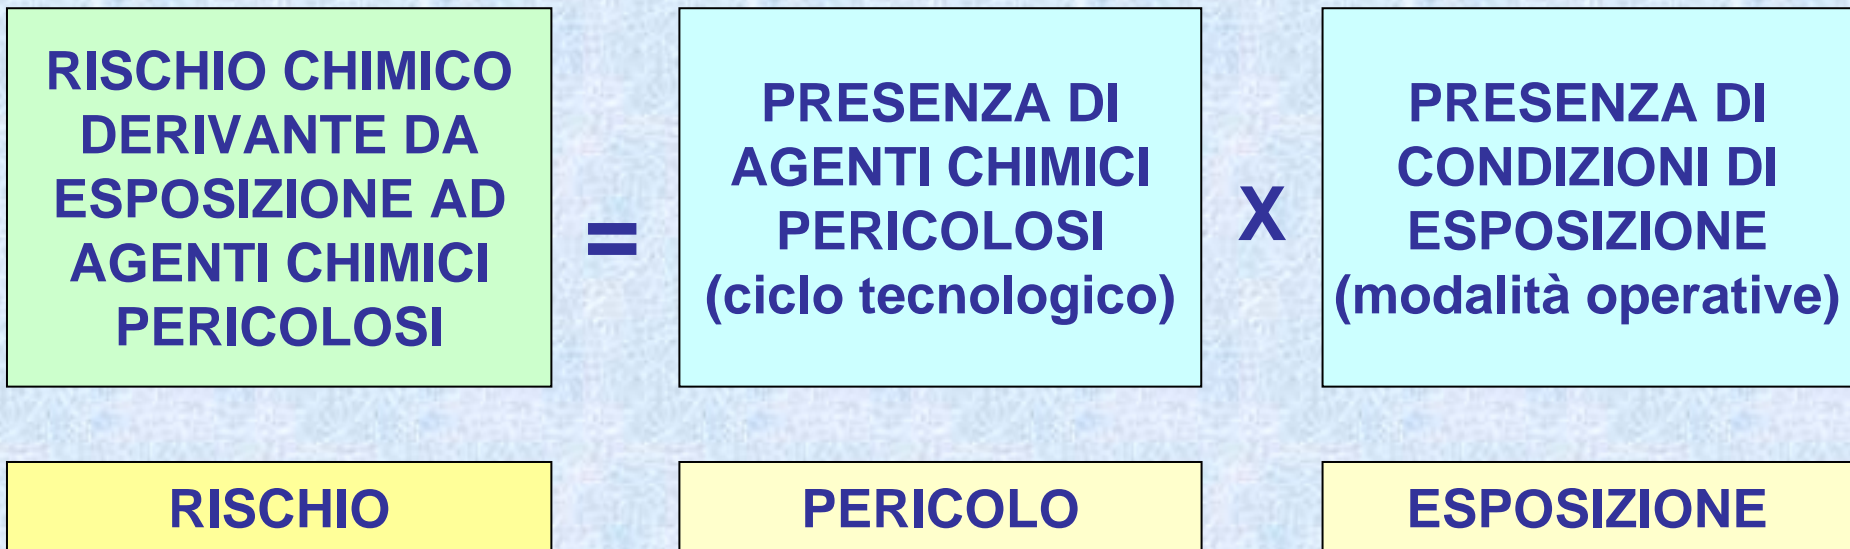 RISCHIO CHIMICO
DERIVANTE DA
ESPOSIZIONE AD
AGENTI CHIMICI
PERICOLOSI
=
PRESENZA DI
AGENTI CHIMICI
PERICOLOSI
(ciclo tecnologico)
X
PRESENZA DI
CONDIZIONI DI
ESPOSIZIONE
(modalità operative)
RISCHIO
PERICOLO
ESPOSIZIONE